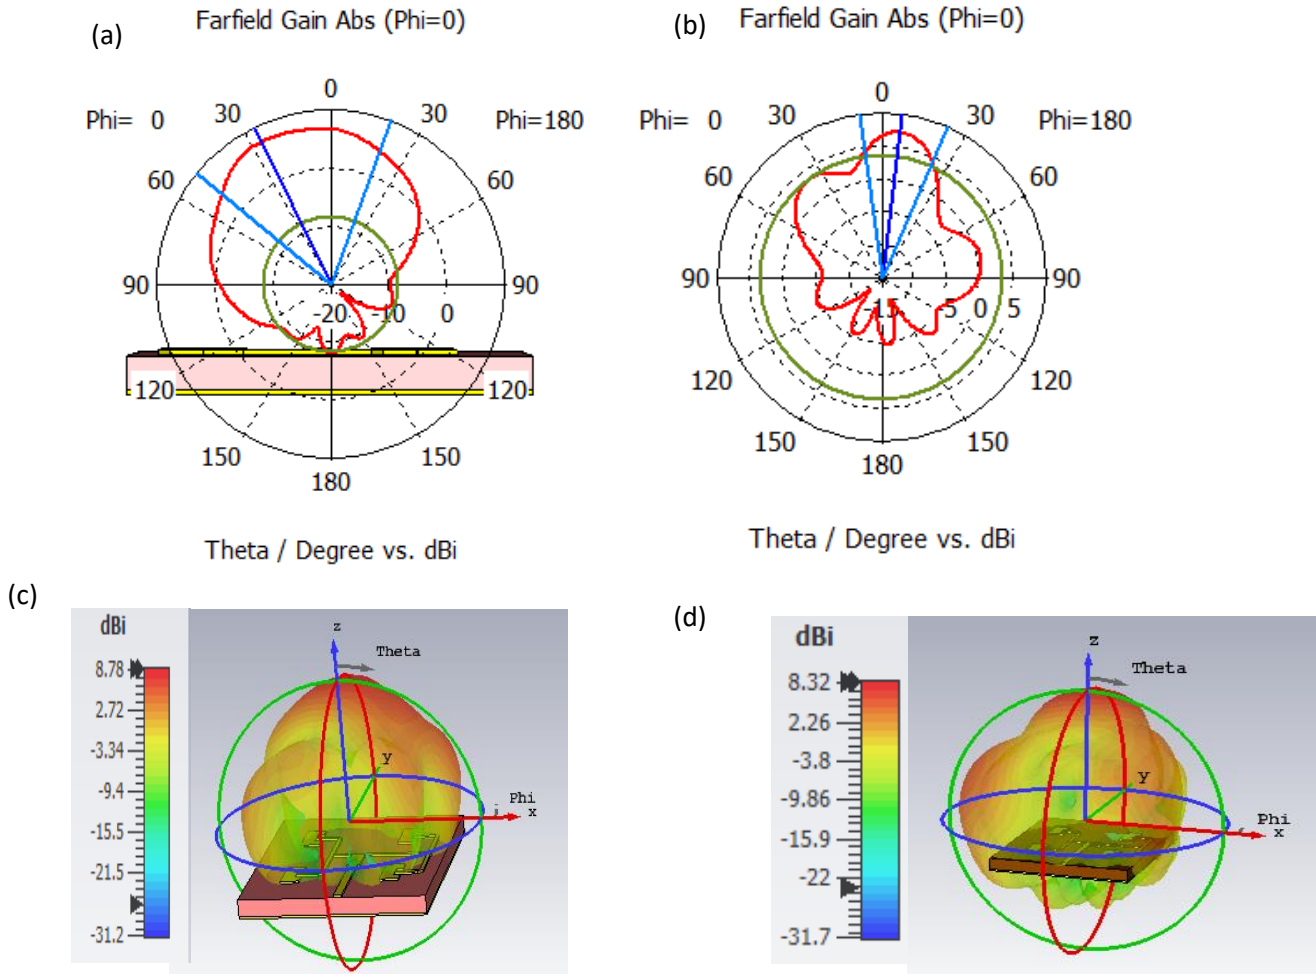 (a)
Farfield Gain Abs (Phi=0)
0
30
30
Phi= 0
Phi=180
60
60
90
90
-20 -10 0
120
120
150
150
180
Theta / Degree vs. dBi
(b)
Farfield Gain Abs (Phi=0)
0
30
30
Phi= 0
Phi=180
60
60
90
90
-15 -5 0 5
120
120
150
150
180
Theta / Degree vs. dBi
(c)
dBi
8.78
2.72
-3.34
-9.4
-15.5
-21.5
-31.2
z
Theta
y
Phi
x
(d)
dBi
8.32
2.26
-3.8
-9.86
-15.9
-22
-31.7
z
Theta
y
Phi
x